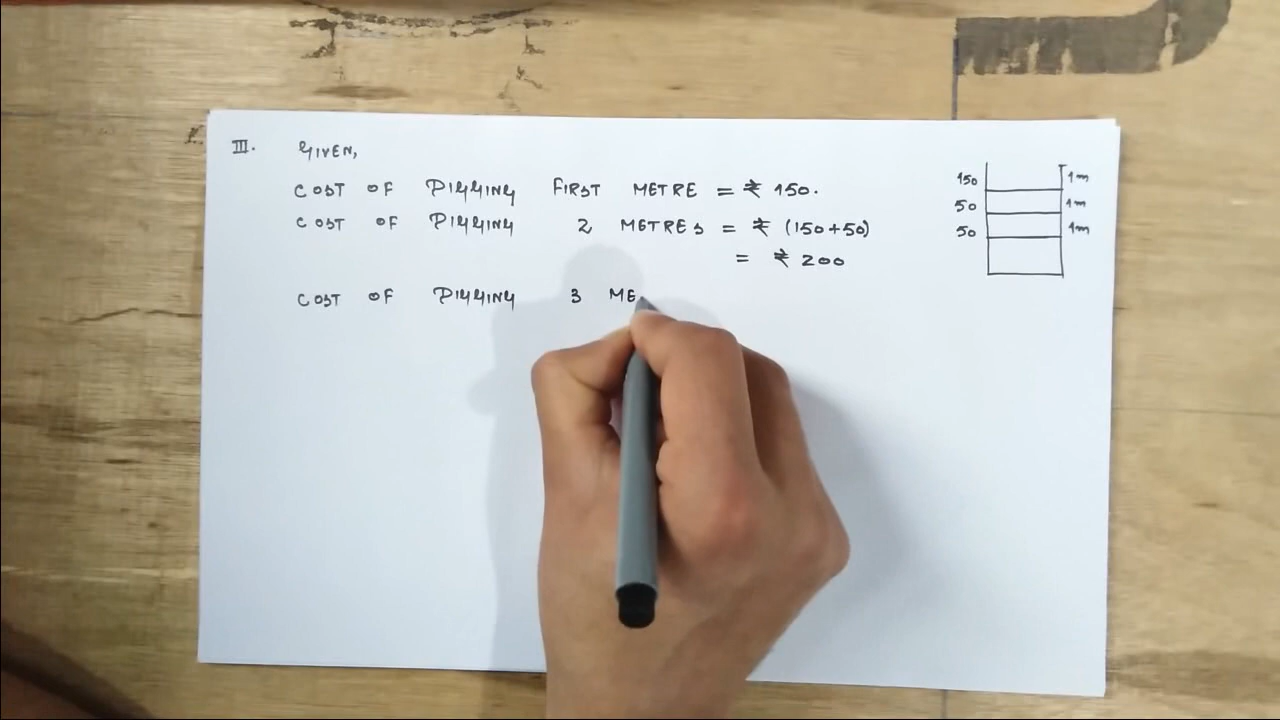 III. GIVEN,
COST OF DIGGING FIRST METRE = ₹ 150.
COST OF DIGGING 2 METRES = ₹ (150+50)
= ₹ 200
COST OF DIGGING 3 ME
150 1m
50 1m
50 1m